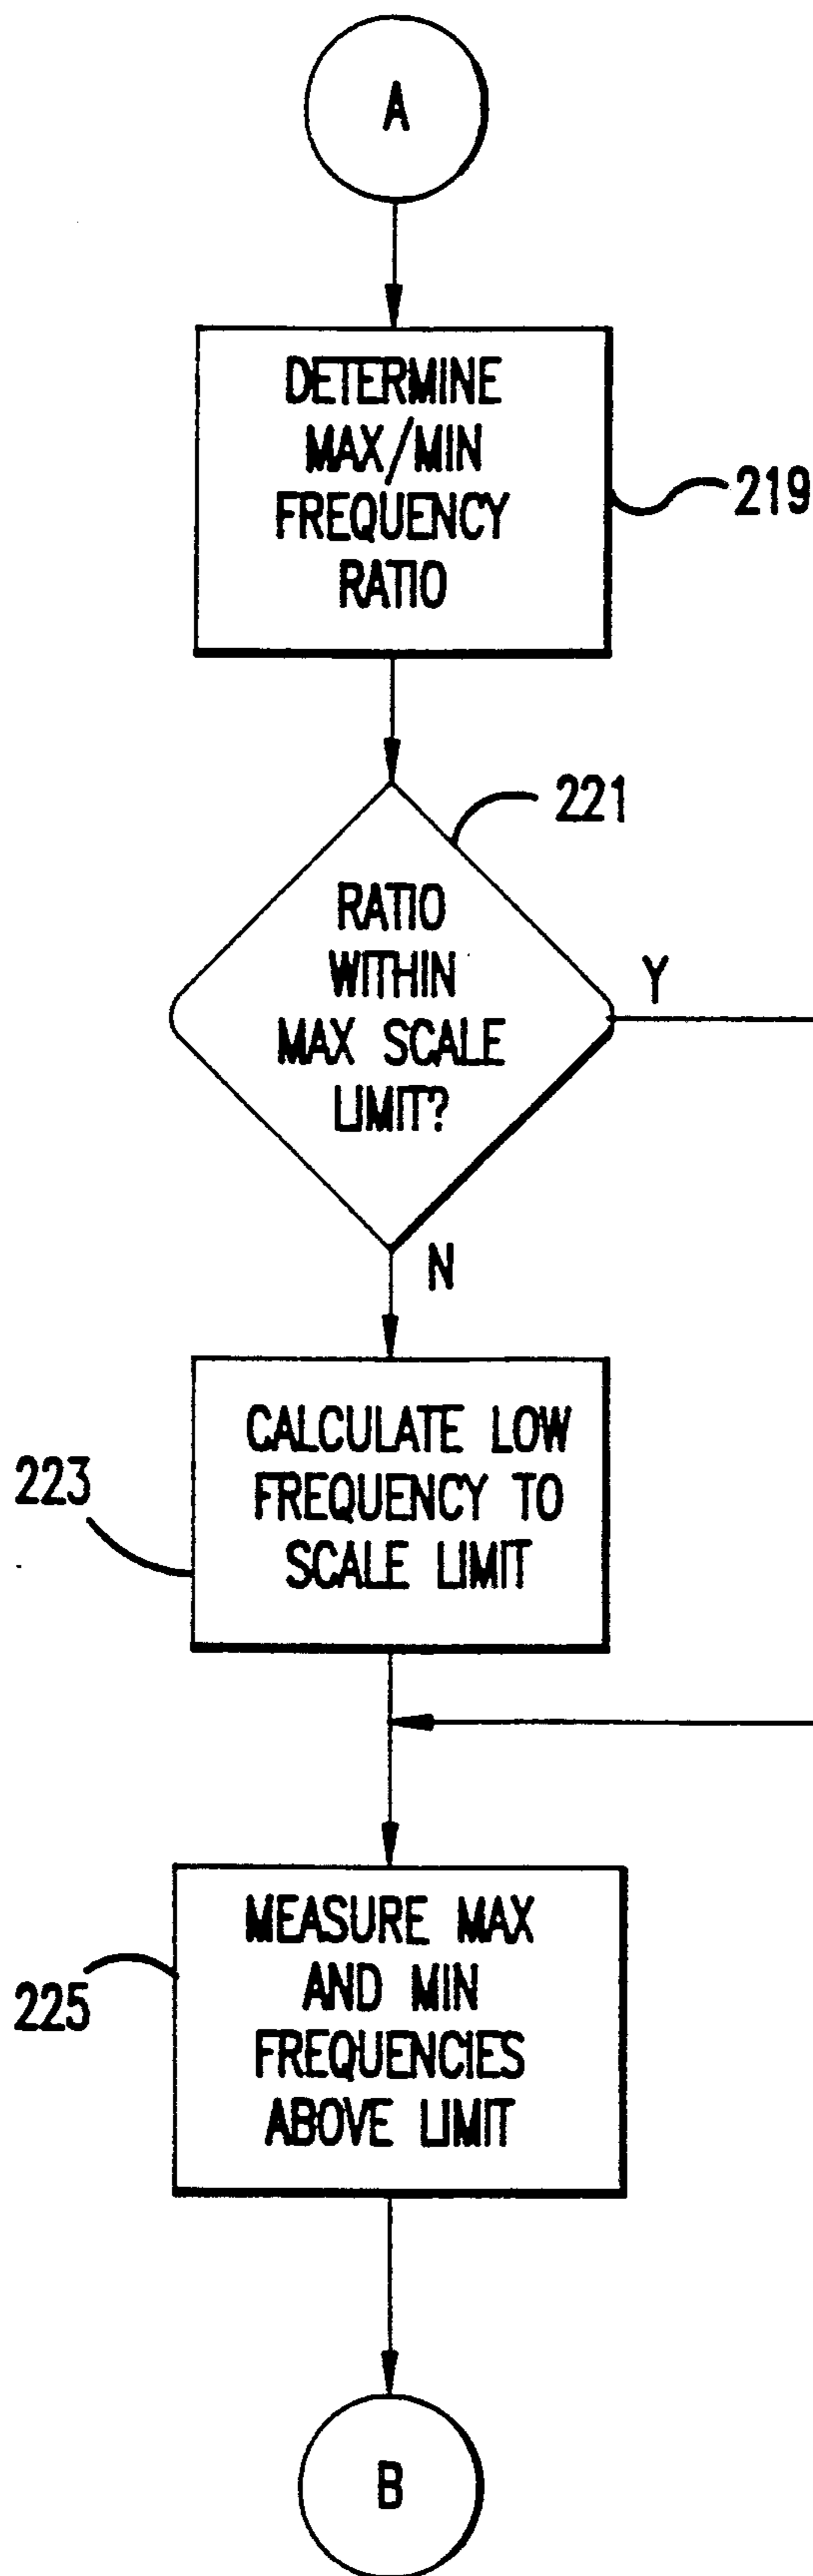 A
DETERMINE
MAX/MIN
FREQUENCY
RATIO
219
221
RATIO
WITHIN
MAX SCALE
LIMIT?
Y
N
CALCULATE LOW
FREQUENCY TO
SCALE LIMIT
223
MEASURE MAX
AND MIN
FREQUENCIES
ABOVE LIMIT
225
B